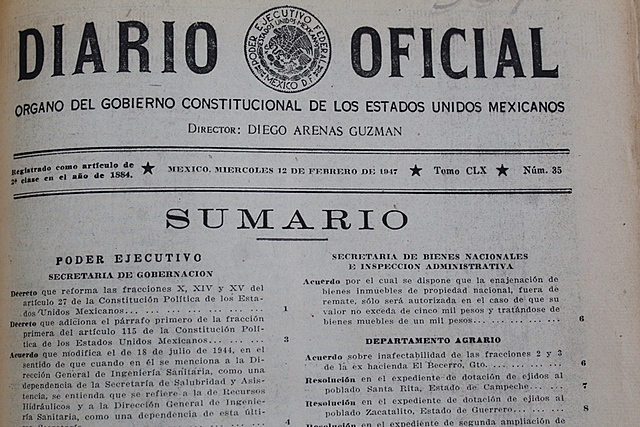 DIARIO OFICIAL
PODER EJECUTIVO FEDERAL
ESTADOS UNIDOS MEXICANOS
MEXICO D F
ORGANO DEL GOBIERNO CONSTITUCIONAL DE LOS ESTADOS UNIDOS MEXICANOS
DIRECTOR: DIEGO ARENAS GUZMAN
Registrado como artículo de
2ª clase en el año de 1884.
MEXICO, MIERCOLES 12 DE FEBRERO DE 1947
Tomo CLX
Núm. 35
SUMARIO
PODER EJECUTIVO
SECRETARIA DE GOBERNACION
Decreto que reforma las fracciones X, XIV y XV del
artículo 27 de la Constitución Política de los Esta-
dos Unidos Mexicanos... ... ... ... ... ... ... 1
Decreto que adiciona el párrafo primero de la fracción
primera del artículo 115 de la Constitución Polí-
tica de los Estados Unidos Mexicanos... ... ... 3
Acuerdo que modifica el de 18 de julio de 1944, en el
sentido de que cuando en él se menciona a la Di-
rección General de Ingeniería Sanitaria, como una
dependencia de la Secretaría de Salubridad y Asis-
tencia, se entienda que se refiere a la de Recursos
Hidráulicos y a la Dirección General de Ingenie-
ría Sanitaria, como una dependencia de esta últi-
4
SECRETARIA DE BIENES NACIONALES
E INSPECCION ADMINISTRATIVA
Acuerdo por el cual se dispone que la enajenación de
bienes inmuebles de propiedad nacional, fuera de
remate, sólo será autorizada en el caso de que su
valor no exceda de cinco mil pesos y tratándose de
bienes muebles de un mil pesos. ... ... ... ... 6
DEPARTAMENTO AGRARIO
Acuerdo sobre inafectabilidad de las fracciones 2 y 3
de la ex hacienda El Becerro, Gto. ... ... ... 6
Resolución en el expediente de dotación de ejidos al
poblado Santa Rita, Estado de Campeche... ... 7
Resolución en el expediente de dotación de ejidos al
poblado Zacatalito, Estado de Guerrero... ... 8
Resolución en el expediente de segunda ampliación de